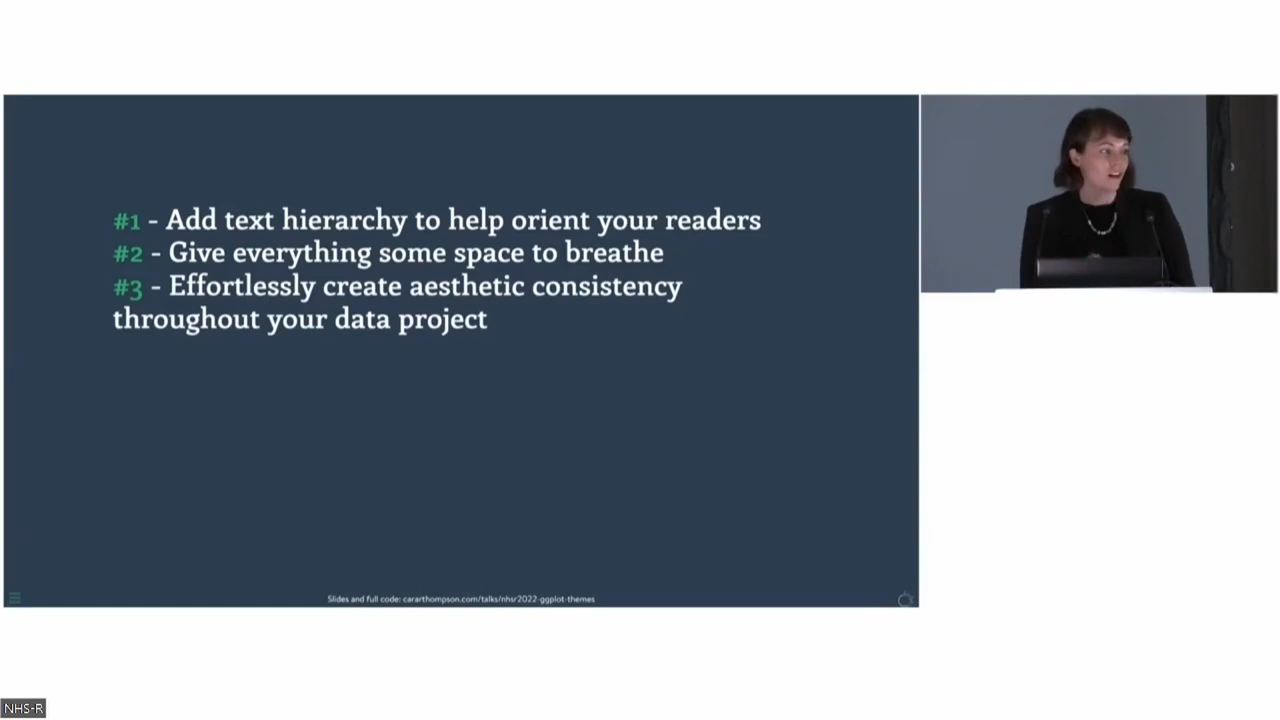 #1 - Add text hierarchy to help orient your readers
#2 - Give everything some space to breathe
#3 - Effortlessly create aesthetic consistency
throughout your data project
Slides and full code: cararthompson.com/talks/nhsr2022-ggplot-themes
NHS-R